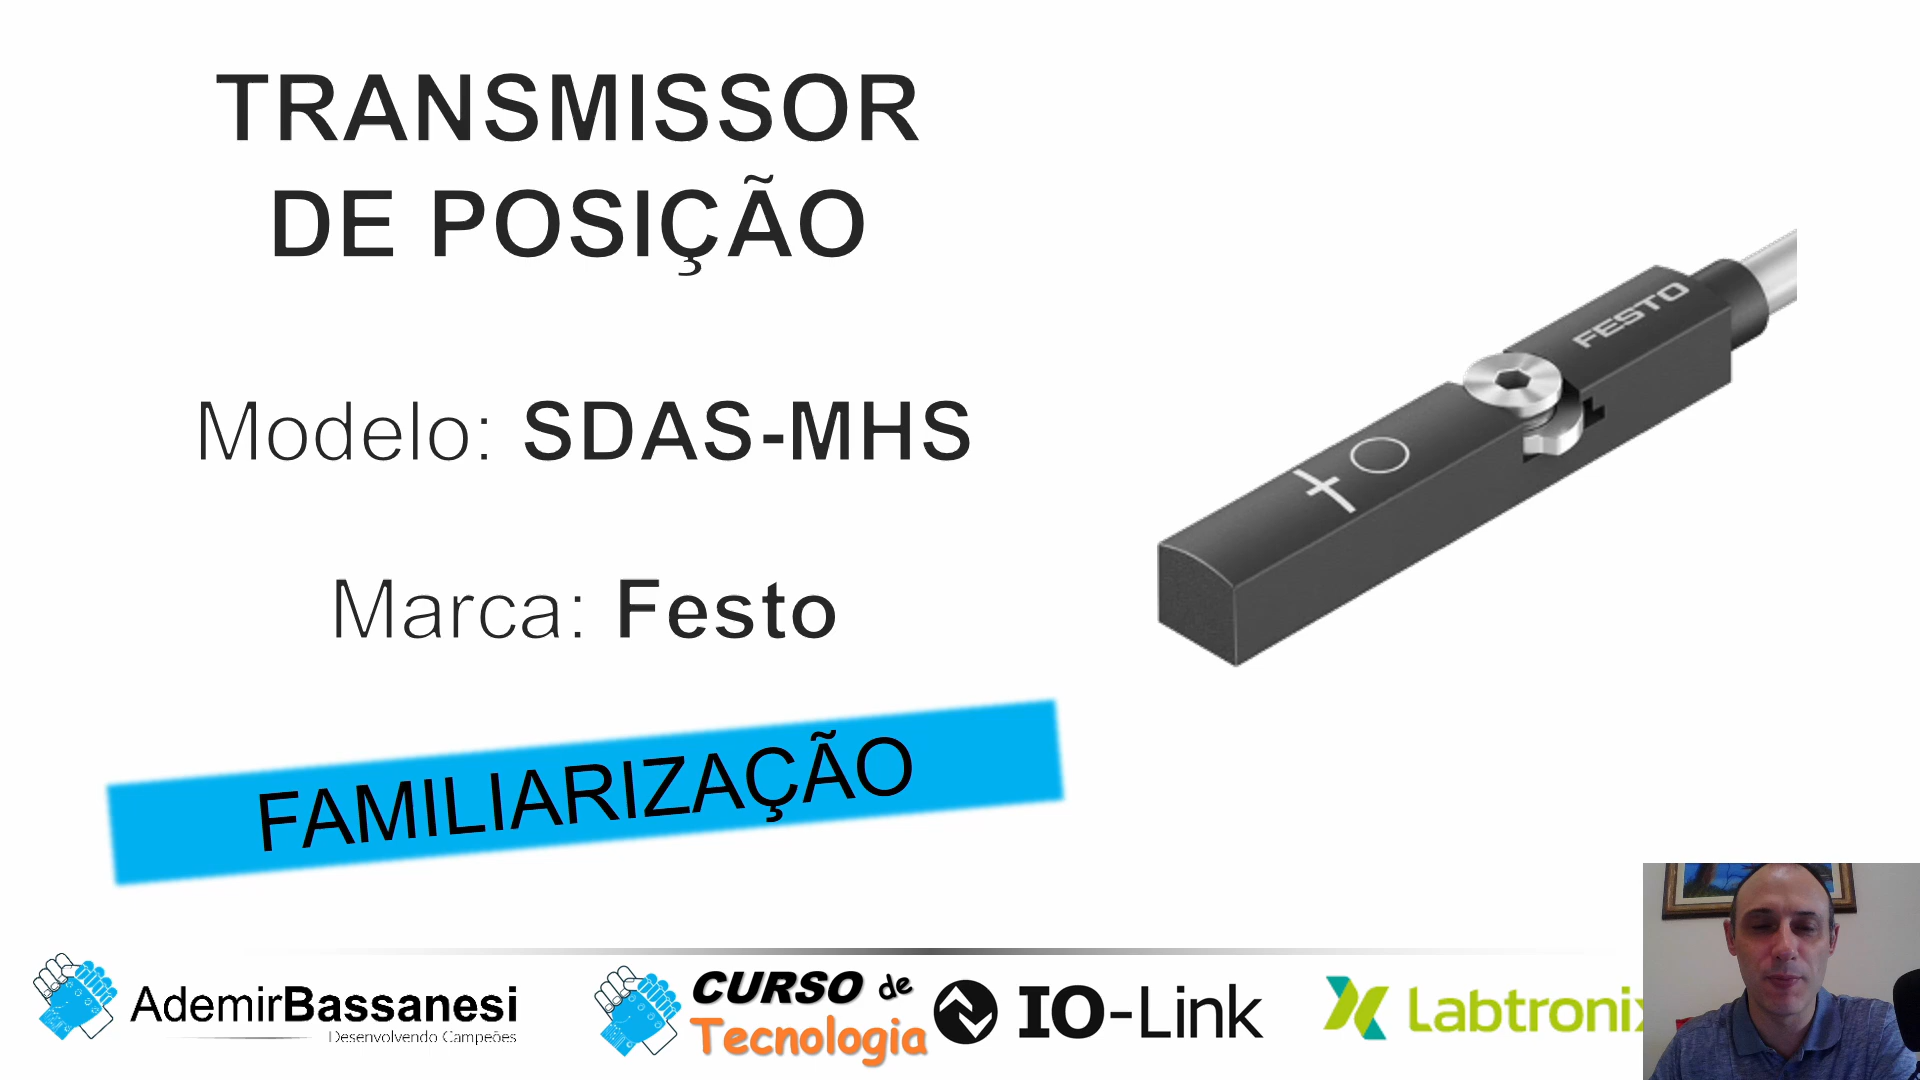 TRANSMISSOR
DE POSIÇÃO
Modelo: SDAS-MHS
Marca: Festo
FAMILIARIZAÇÃO
FESTO
AdemirBassanesi
Desenvolvendo Campeões
CURSO de
Tecnologia
IO-Link
Labtronix